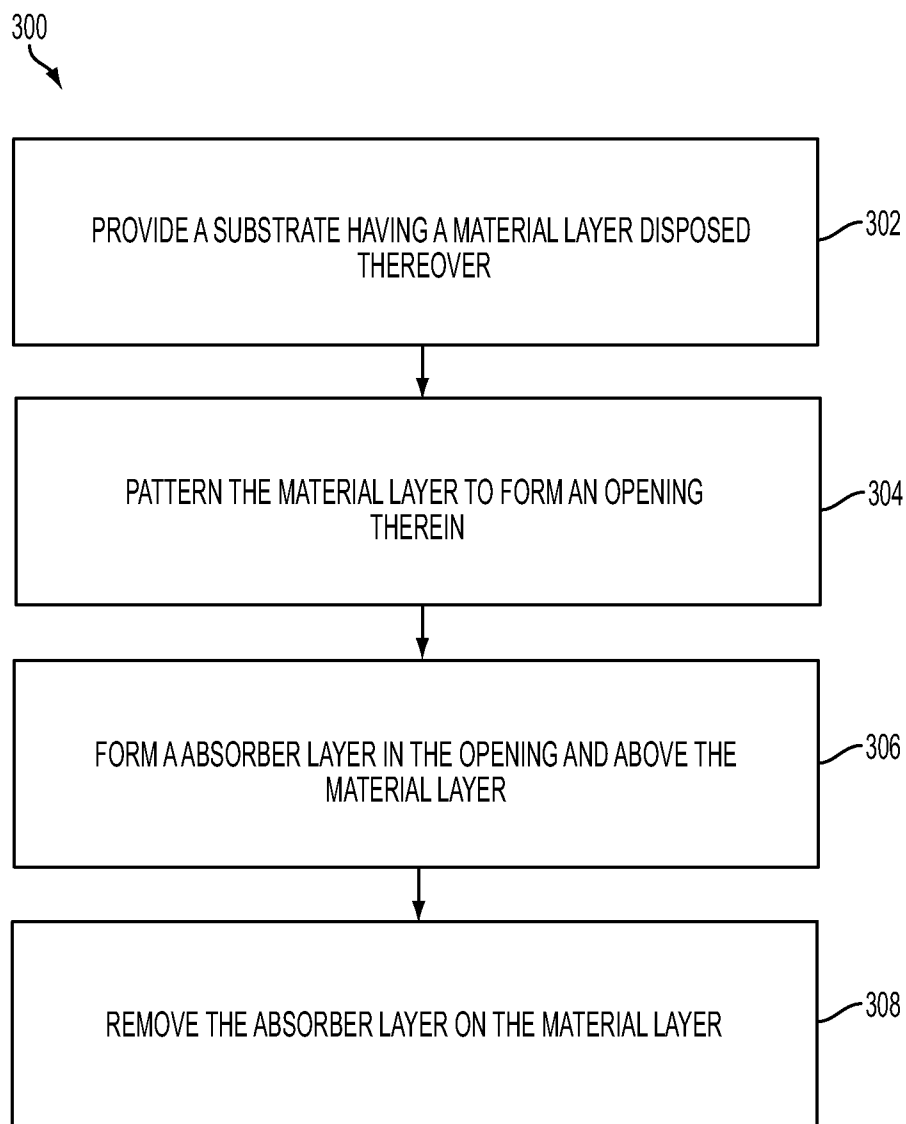 300
PROVIDE A SUBSTRATE HAVING A MATERIAL LAYER DISPOSED
THEREOVER
302
PATTERN THE MATERIAL LAYER TO FORM AN OPENING
THEREIN
304
FORM A ABSORBER LAYER IN THE OPENING AND ABOVE THE
MATERIAL LAYER
306
REMOVE THE ABSORBER LAYER ON THE MATERIAL LAYER
308